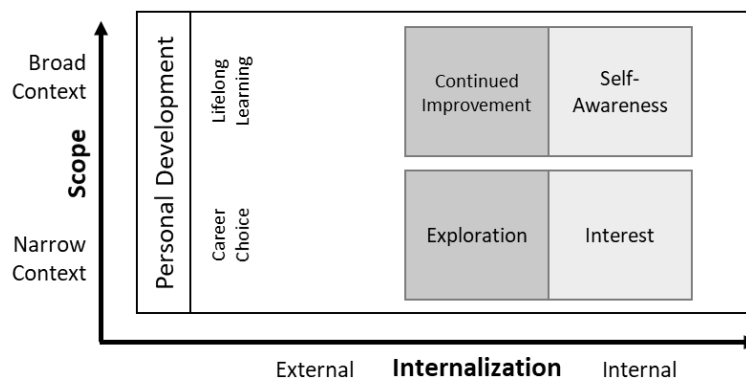 Broad
Context
Scope
Narrow
Context
Personal Development
Lifelong
Learning
Career
Choice
Continued
Improvement
Self-
Awareness
Exploration
Interest
External
Internalization
Internal